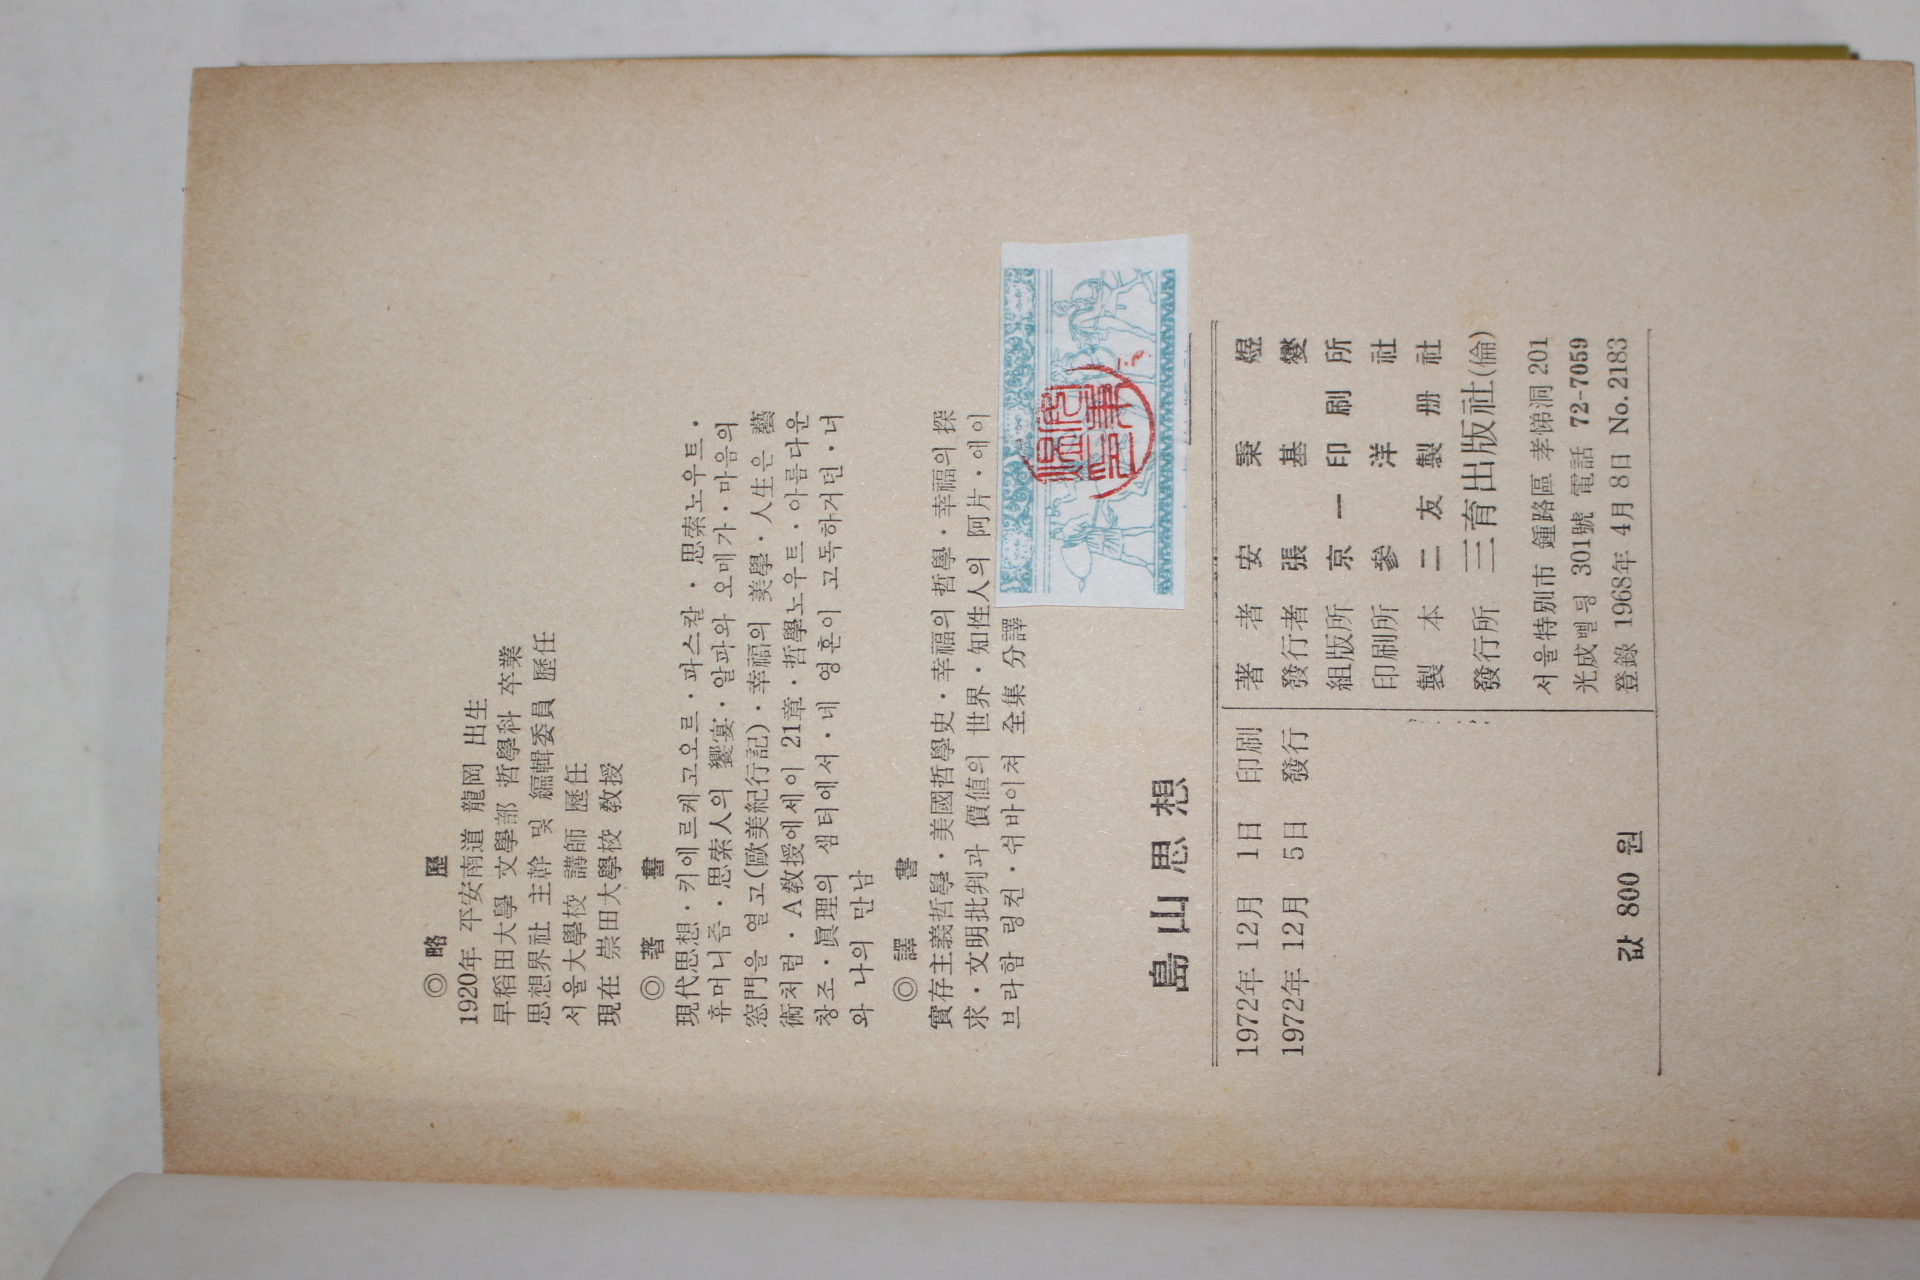 ◎ 略 歷
1920年 平安南道 龍岡 出生
早稻田大學 文學部 哲學科 卒業
思想界社 主幹 및 編輯委員 歷任
서울大學校 講師 歷任
現在 崇田大學校 敎授
◎ 著 書
現代思想·키에르케고오르·파스칼·思索노우트·
휴머니즘·思索人의 饗宴·알파와 오메가·마음의
窓門을 열고(歐美紀行記)·幸福의 美學·人生은 藝
術처럼·A敎授에세이 21章·哲學노우트·아름다운
창조·眞理의 샘터에서·네 영혼이 고독하거던·너
와 나의 만남
◎ 譯 書
實存主義哲學·美國哲學史·幸福의 哲學·幸福의 探
求·文明批判과 價値의 世界·知性人의 阿片·에이
브라함 링컨·쉬바이쳐 全集 分譯
島山思想
1972年 12月 1日 印刷
1972年 12月 5日 發行
값 800 원
著者 安秉煜
發行者 張基燮
組版所 京一印刷所
印刷所 參洋社
製本 二友製册社
發行所 三育出版社(倫)
서울特別市 鍾路區 孝悌洞 201
光成삘딩 301號 電話 72-7059
登錄 1968年 4月 8日 No.2183